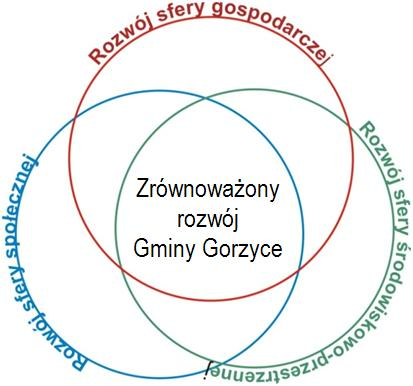 Rozwój sfery gospodarczej
Rozwój sfery społecznej
Rozwój sfery środowiskowo-przestrzennej
Zrównoważony
rozwój
Gminy Gorzyce